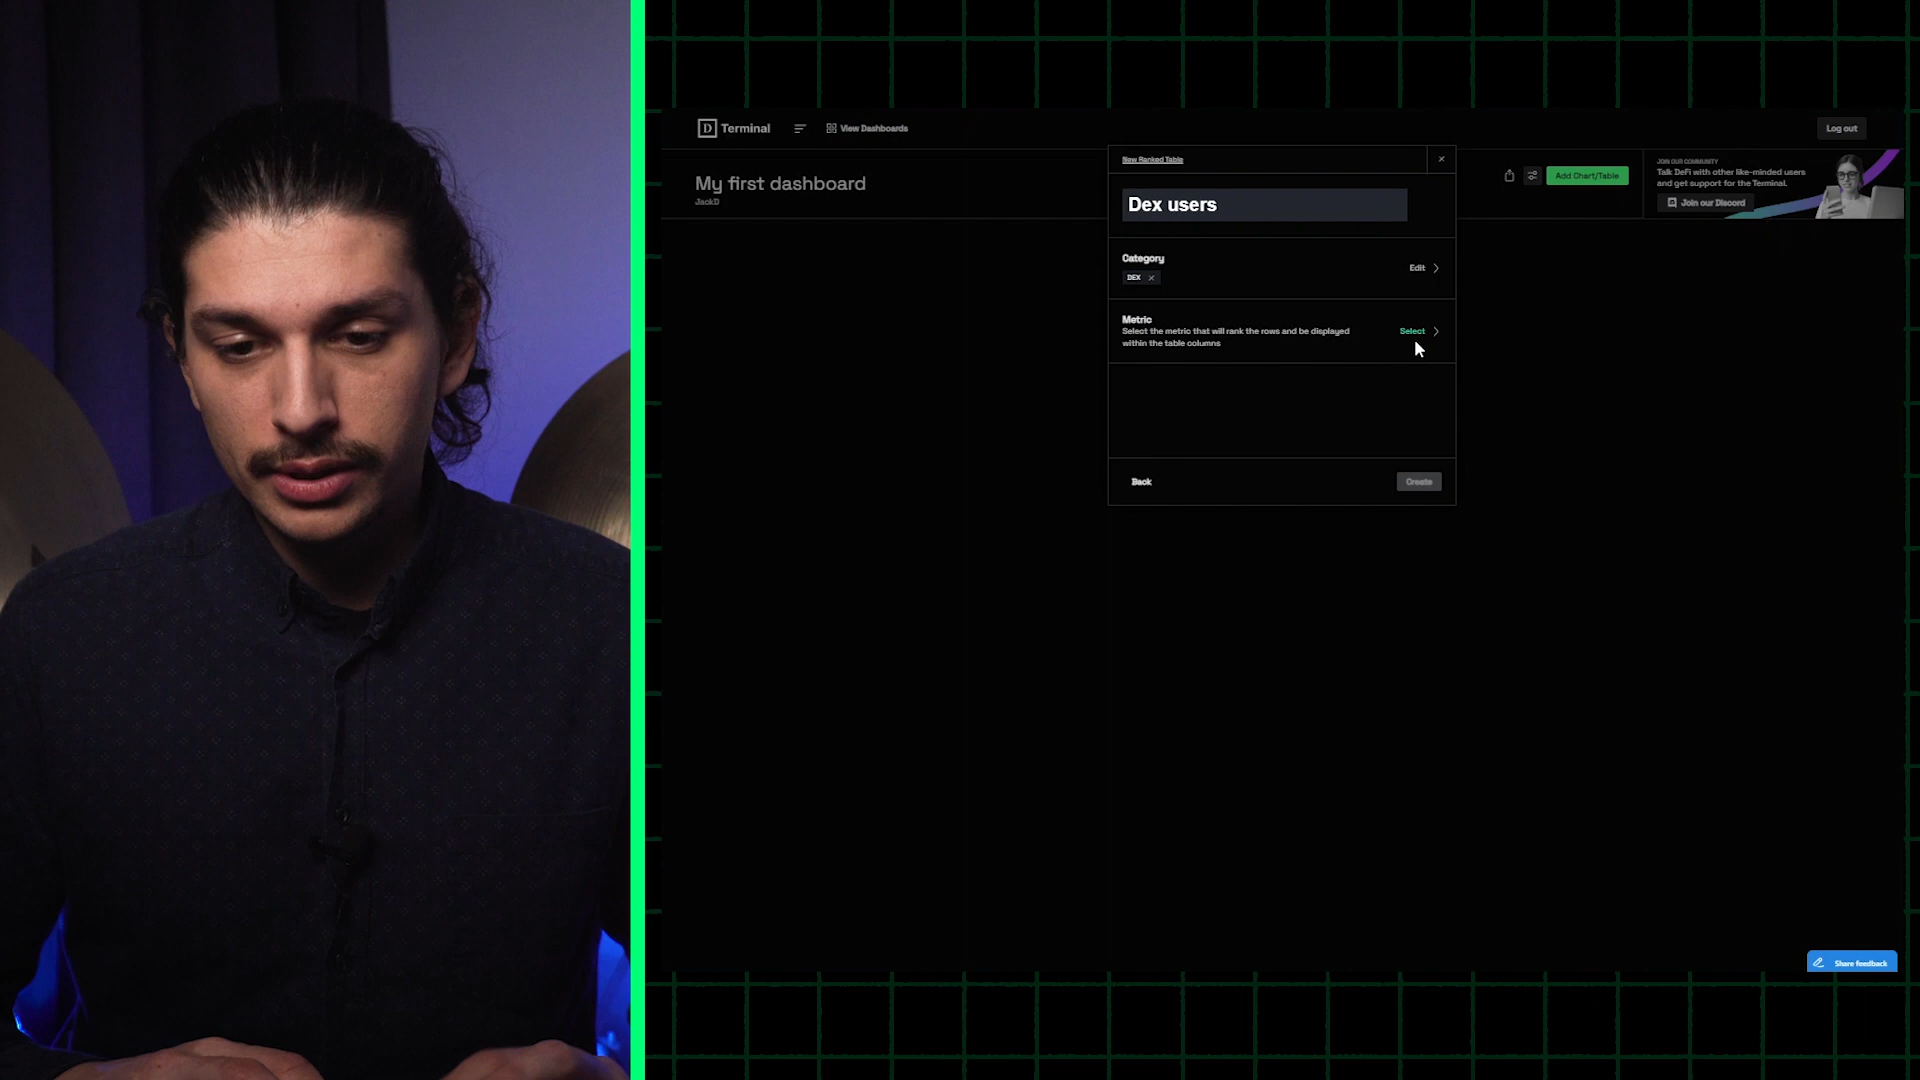 D Terminal
View Dashboards
Log out
My first dashboard
JackD
Add Chart/Table
JOIN OUR COMMUNITY
Talk DeFi with other like-minded users
and get support for the Terminal.
Join our Discord
New Ranked Table
Dex users
Category
DEX
Edit
Metric
Select the metric that will rank the rows and be displayed
within the table columns
Select
Back
Create
Share feedback